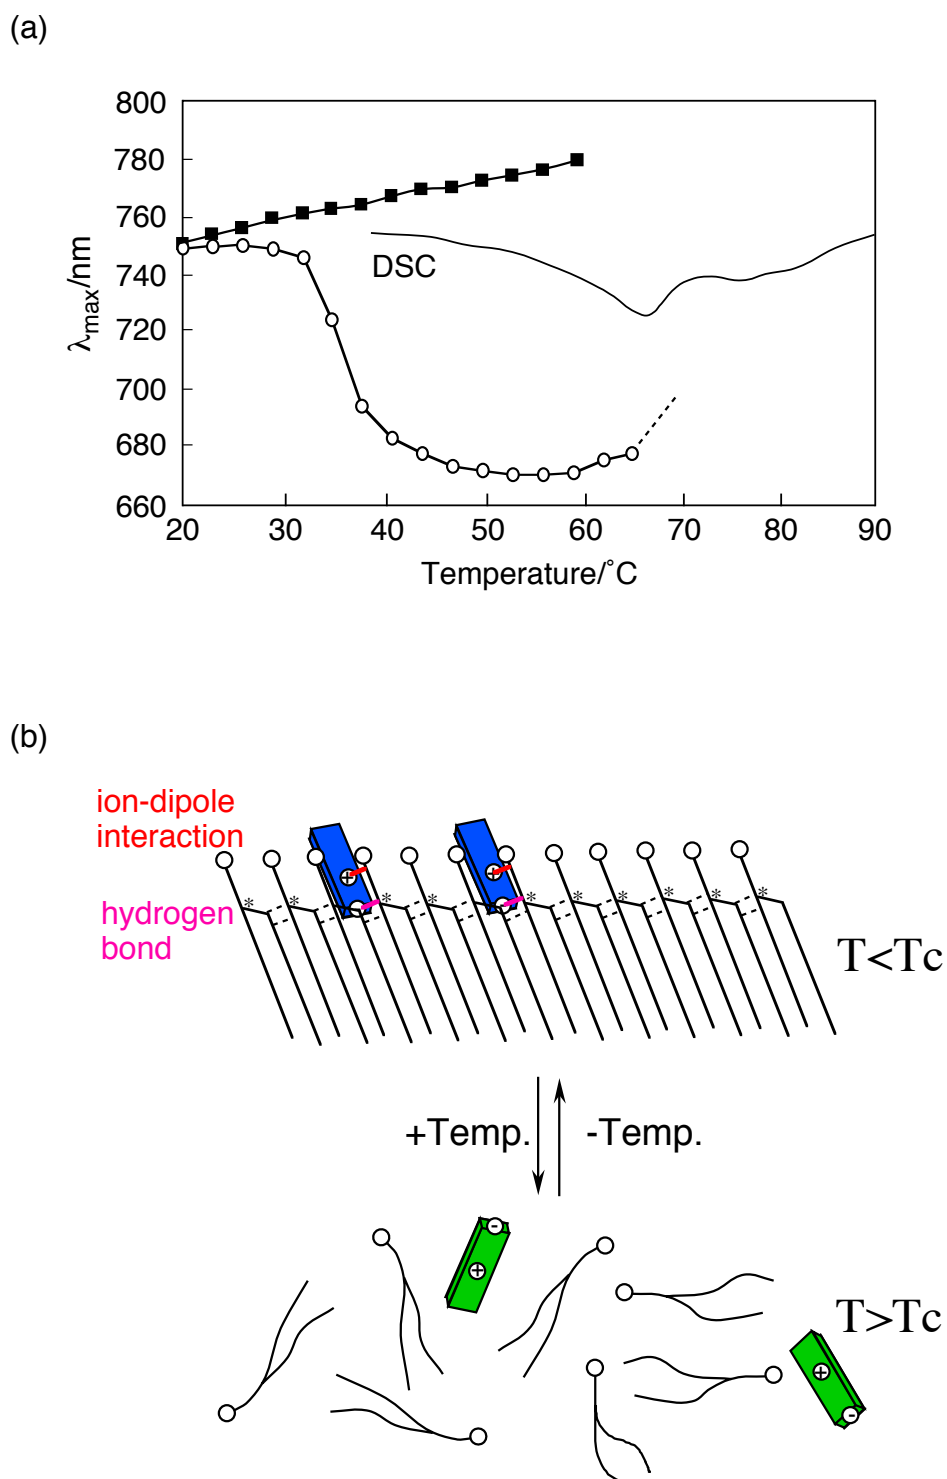 (a)
800
780
760
740
720
700
680
660
λmax/nm
DSC
20 30 40 50 60 70 80 90
Temperature/˚C
(b)
ion-dipole
interaction
+ +
* * * * * * * * * *
hydrogen
bond
T<Tc
+Temp. -Temp.
-
+
T>Tc
+
-